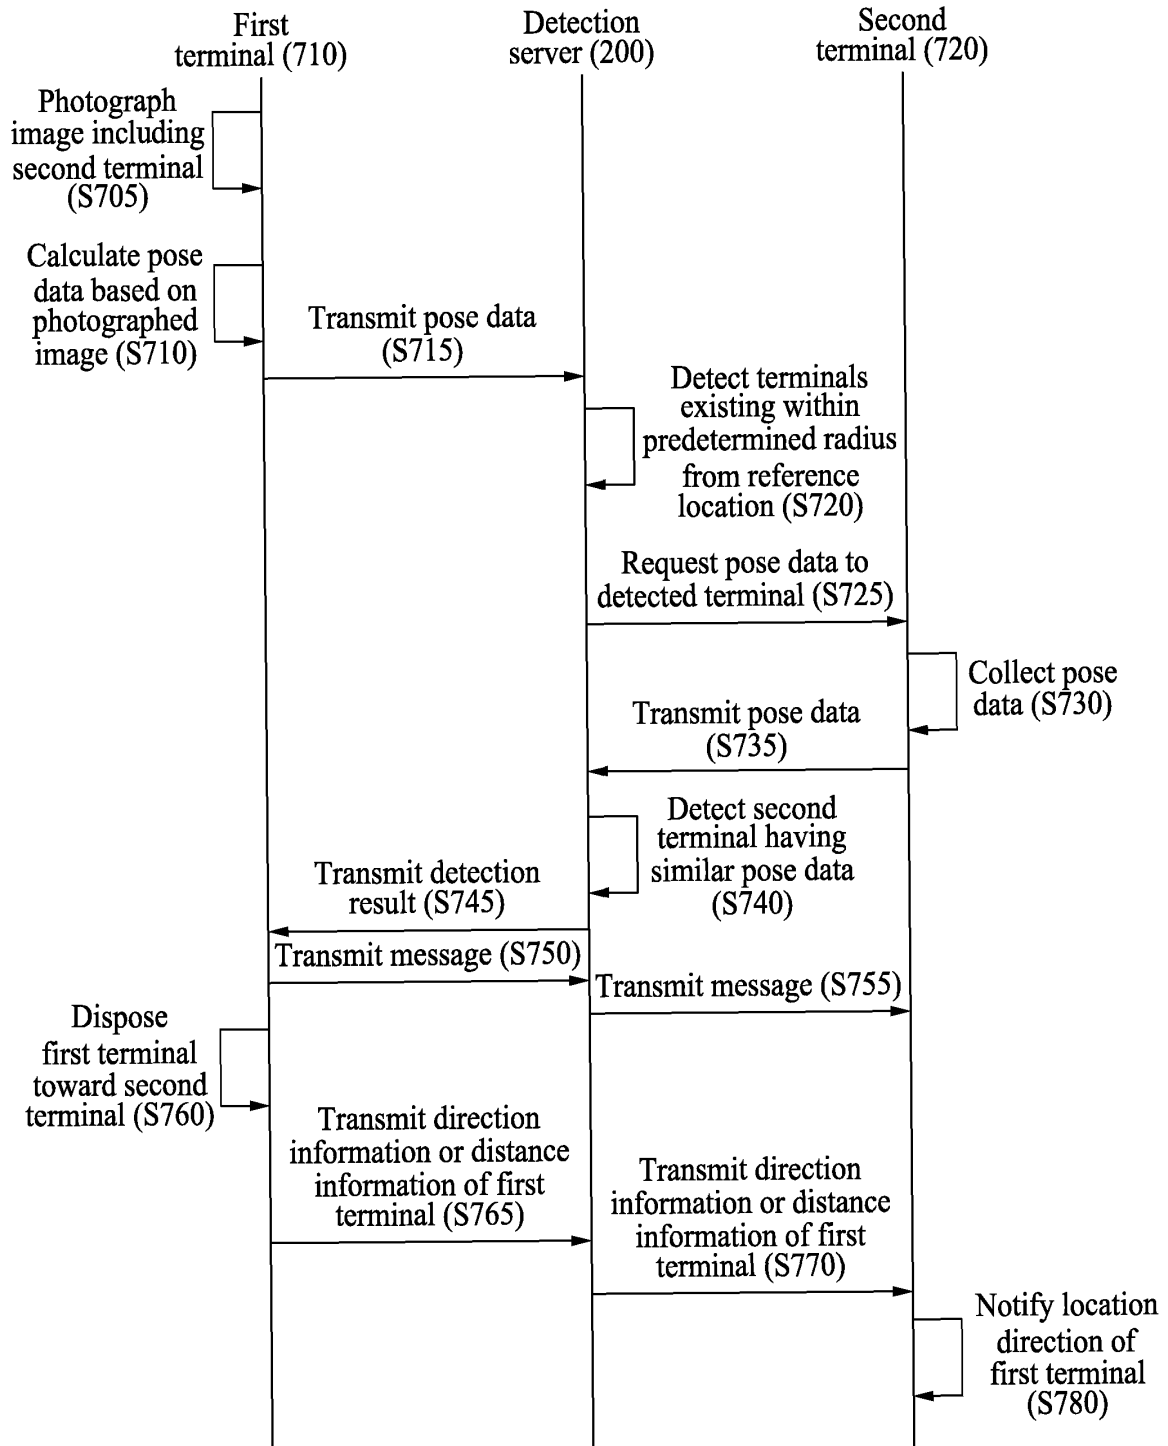 First
terminal (710)
Detection
server (200)
Second
terminal (720)
Photograph
image including
second terminal
(S705)
Calculate pose
data based on
photographed
image (S710)
Transmit pose data
(S715)
Detect terminals
existing within
predetermined radius
from reference
location (S720)
Request pose data to
detected terminal (S725)
Collect pose
data (S730)
Transmit pose data
(S735)
Detect second
terminal having
similar pose data
(S740)
Transmit detection
result (S745)
Transmit message (S750)
Transmit message (S755)
Dispose
first terminal
toward second
terminal (S760)
Transmit direction
information or distance
information of first
terminal (S765)
Transmit direction
information or distance
information of first
terminal (S770)
Notify location
direction of
first terminal
(S780)